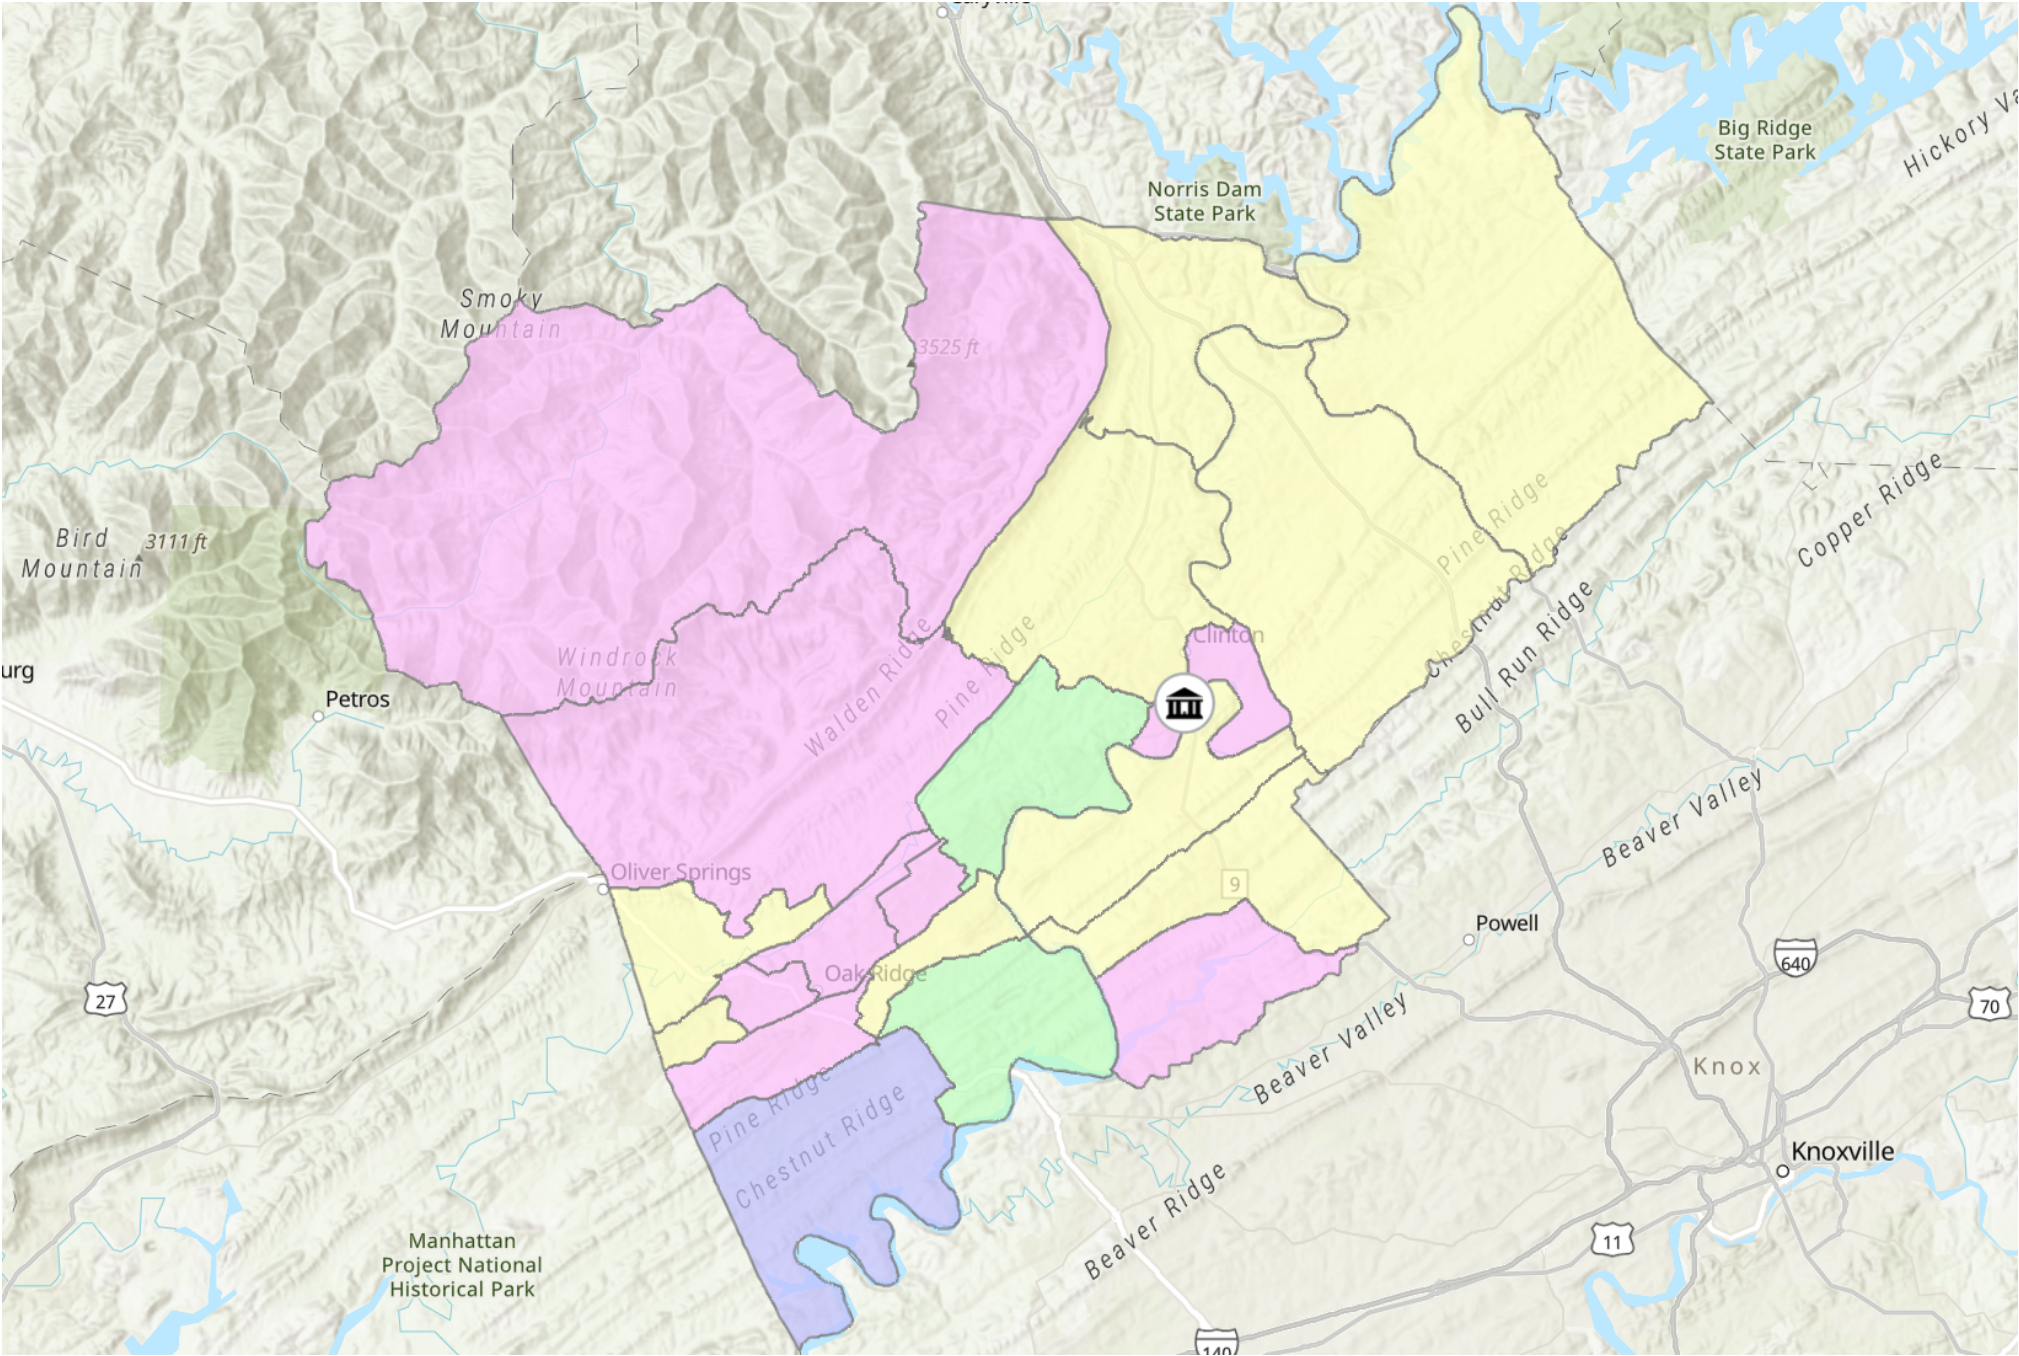 Norris Dam
State Park
Big Ridge
State Park
Hickory Va
Smoky
Mountain
3525 ft
Bird
Mountain
3111 ft
Pine Ridge
Copper Ridge
Chestnut Ridge
Bull Run Ridge
Clinton
urg
Petros
Windrock
Mountain
Walden Ridge
Pine Ridge
Beaver Valley
Oliver Springs
9
Powell
640
27
Oak Ridge
70
Beaver Valley
Knox
Pine Ridge
Chestnut Ridge
Knoxville
Beaver Ridge
Manhattan
Project National
Historical Park
11
140